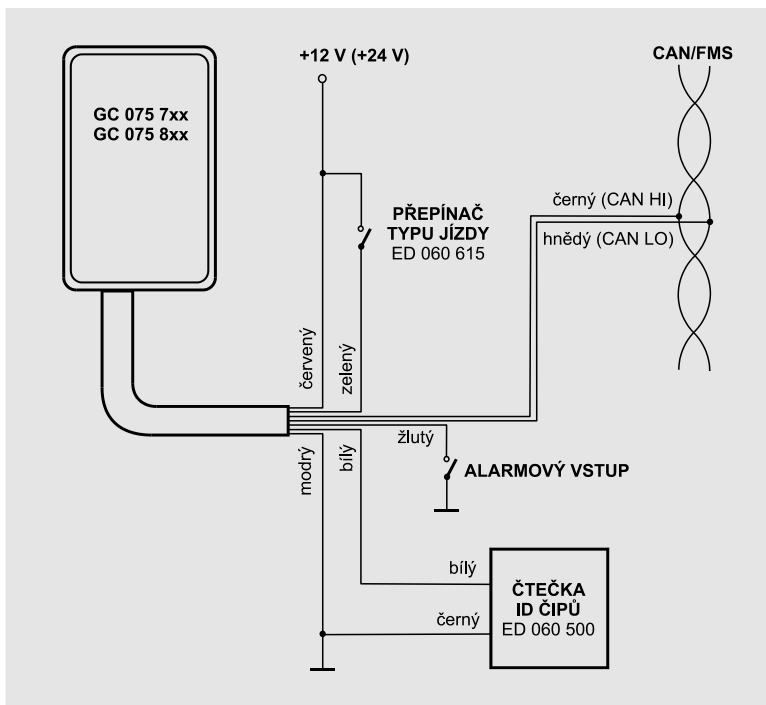 +12 V (+24 V)
CAN/FMS
GC 075 7xx
GC 075 8xx
černý (CAN HI)
PŘEPÍNAČ
TYPU JÍZDY
ED 060 615
hnědý (CAN LO)
červený
zelený
žlutý
modrý
bílý
ALARMOVÝ VSTUP
bílý
ČTEČKA
ID ČIPŮ
ED 060 500
černý